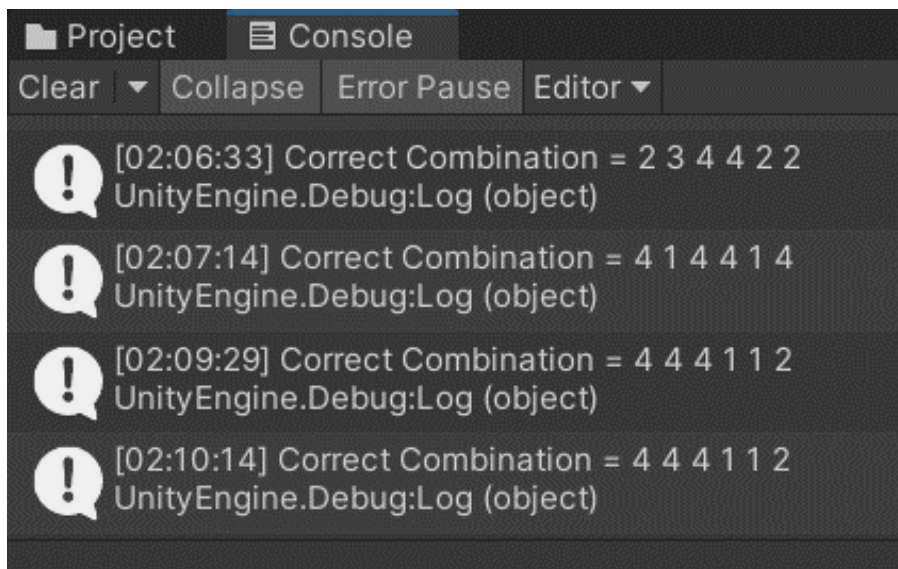 Project Console
Clear Collapse Error Pause Editor
[02:06:33] Correct Combination = 2 3 4 4 2 2
UnityEngine.Debug:Log (object)
[02:07:14] Correct Combination = 4 1 4 4 1 4
UnityEngine.Debug:Log (object)
[02:09:29] Correct Combination = 4 4 4 1 1 2
UnityEngine.Debug:Log (object)
[02:10:14] Correct Combination = 4 4 4 1 1 2
UnityEngine.Debug:Log (object)